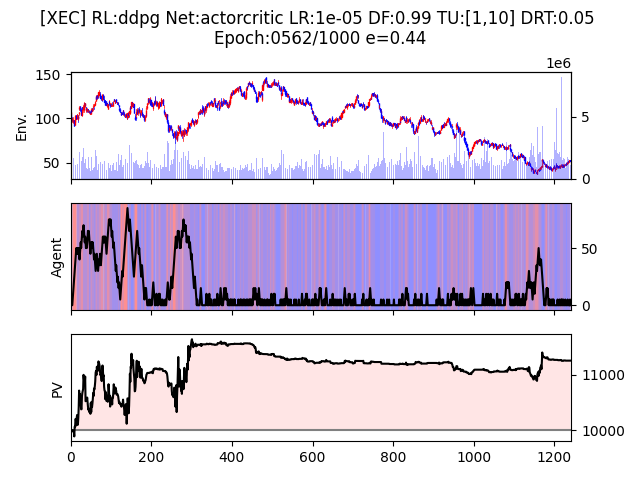 [XEC] RL:ddpg Net:actorcritic LR:1e-05 DF:0.99 TU:[1,10] DRT:0.05
Epoch:0562/1000 e=0.44
1e6
150
100
50
Env.
5
0
Agent
50
0
PV
11000
10000
0 200 400 600 800 1000 1200